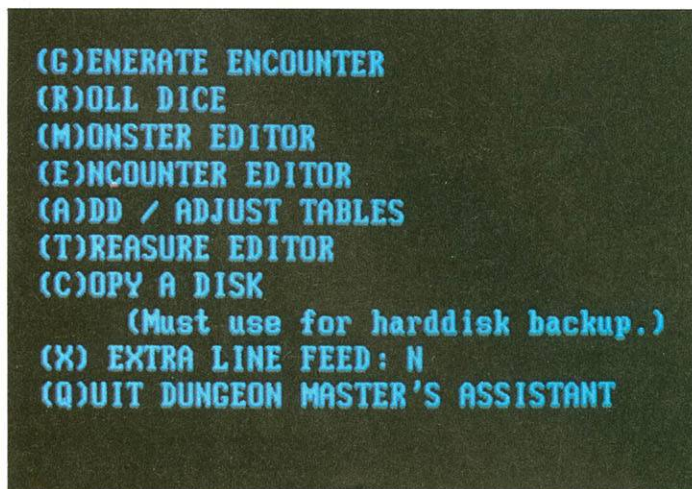 (G)ENERATE ENCOUNTER
(R)OLL DICE
(M)ONSTER EDITOR
(E)NCOUNTER EDITOR
(A)DD / ADJUST TABLES
(T)REASURE EDITOR
(C)OPY A DISK
(Must use for harddisk backup.)
(X) EXTRA LINE FEED: N
(Q)UIT DUNGEON MASTER'S ASSISTANT